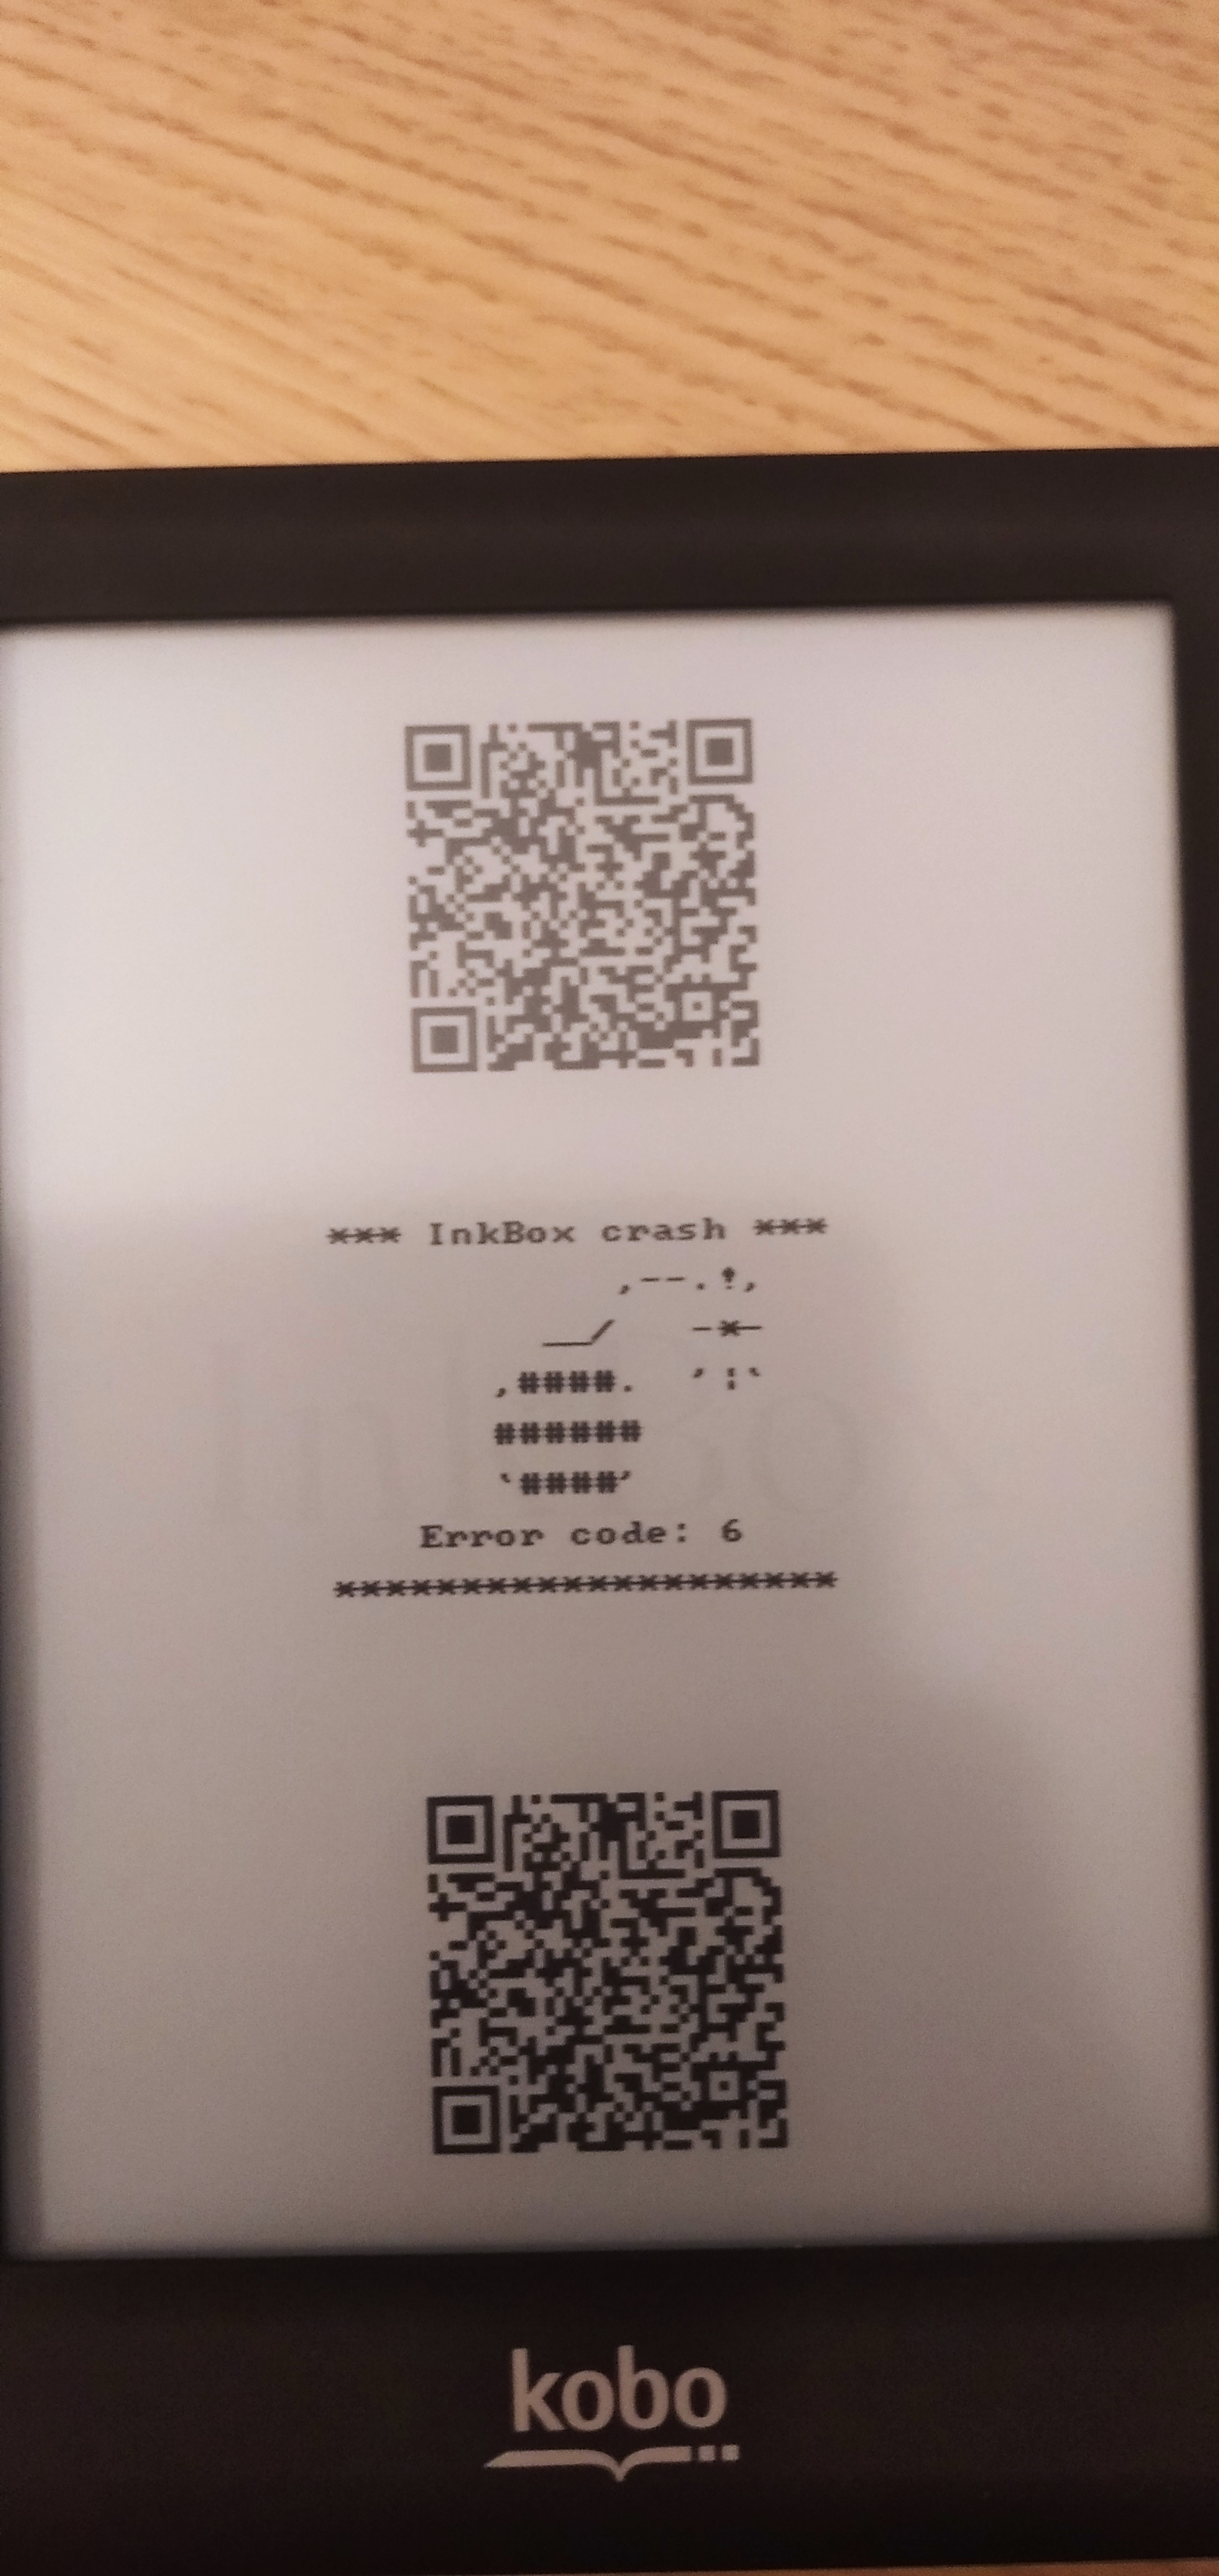 *** InkBox crash ***
,--.!,
__/   -*-
,####.   ' ¦ `
######
`####'
Error code: 6
********************
kobo